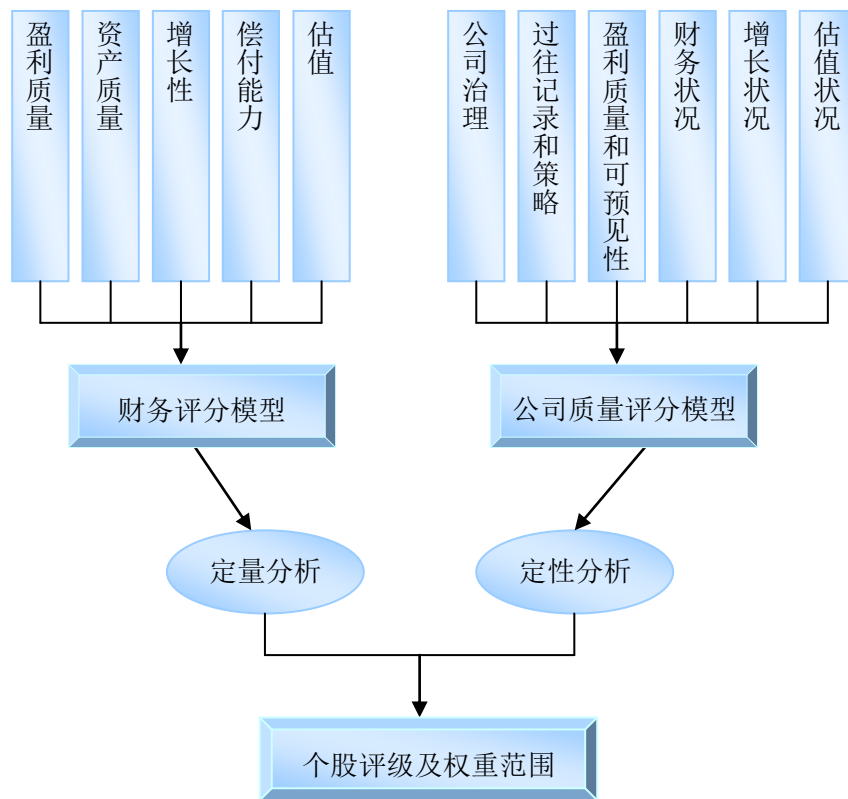 盈利质量
资产质量
增长性
偿付能力
估值
公司治理
过往记录和策略
盈利质量和可预见性
财务状况
增长状况
估值状况
财务评分模型
公司质量评分模型
定量分析
定性分析
个股评级及权重范围